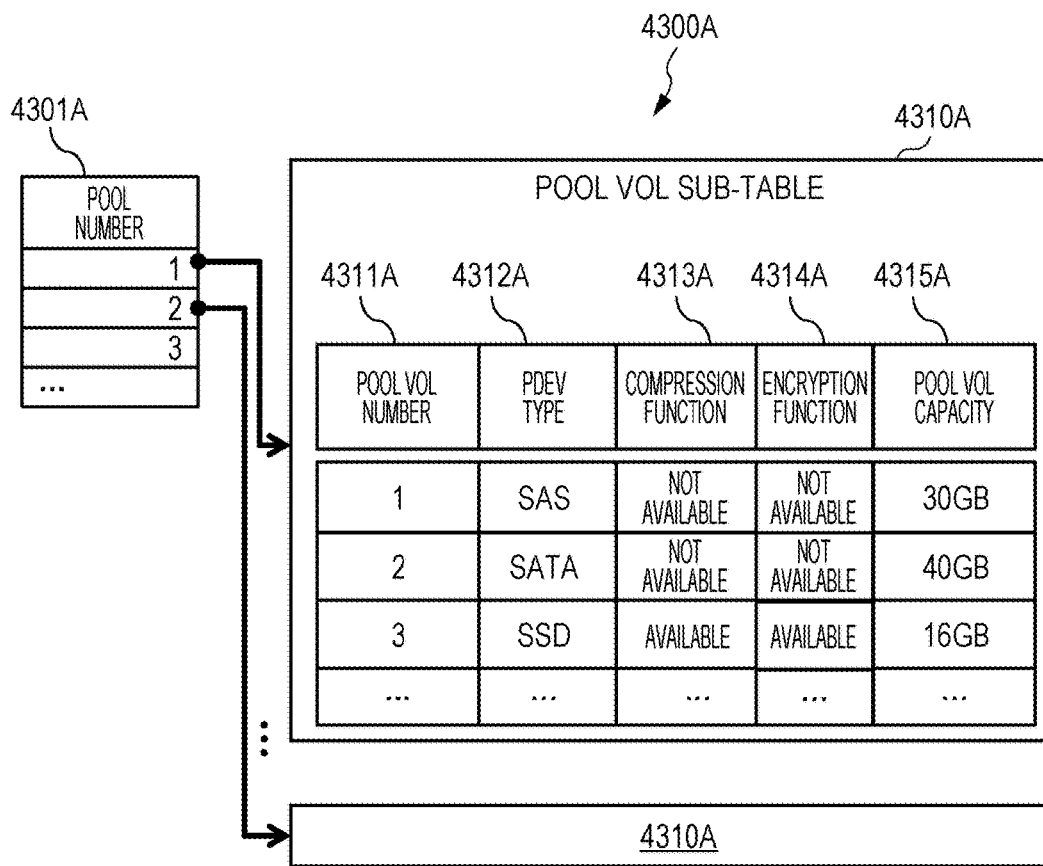 4300A
4301A
4310A
POOL
NUMBER
1
2
3
...
POOL VOL SUB-TABLE
4311A 4312A 4313A 4314A 4315A
POOL VOL NUMBER PDEV TYPE COMPRESSION FUNCTION ENCRYPTION FUNCTION POOL VOL CAPACITY
1 SAS NOT AVAILABLE NOT AVAILABLE 30GB
2 SATA NOT AVAILABLE NOT AVAILABLE 40GB
3 SSD AVAILABLE AVAILABLE 16GB
... ... ... ... ...
4310A